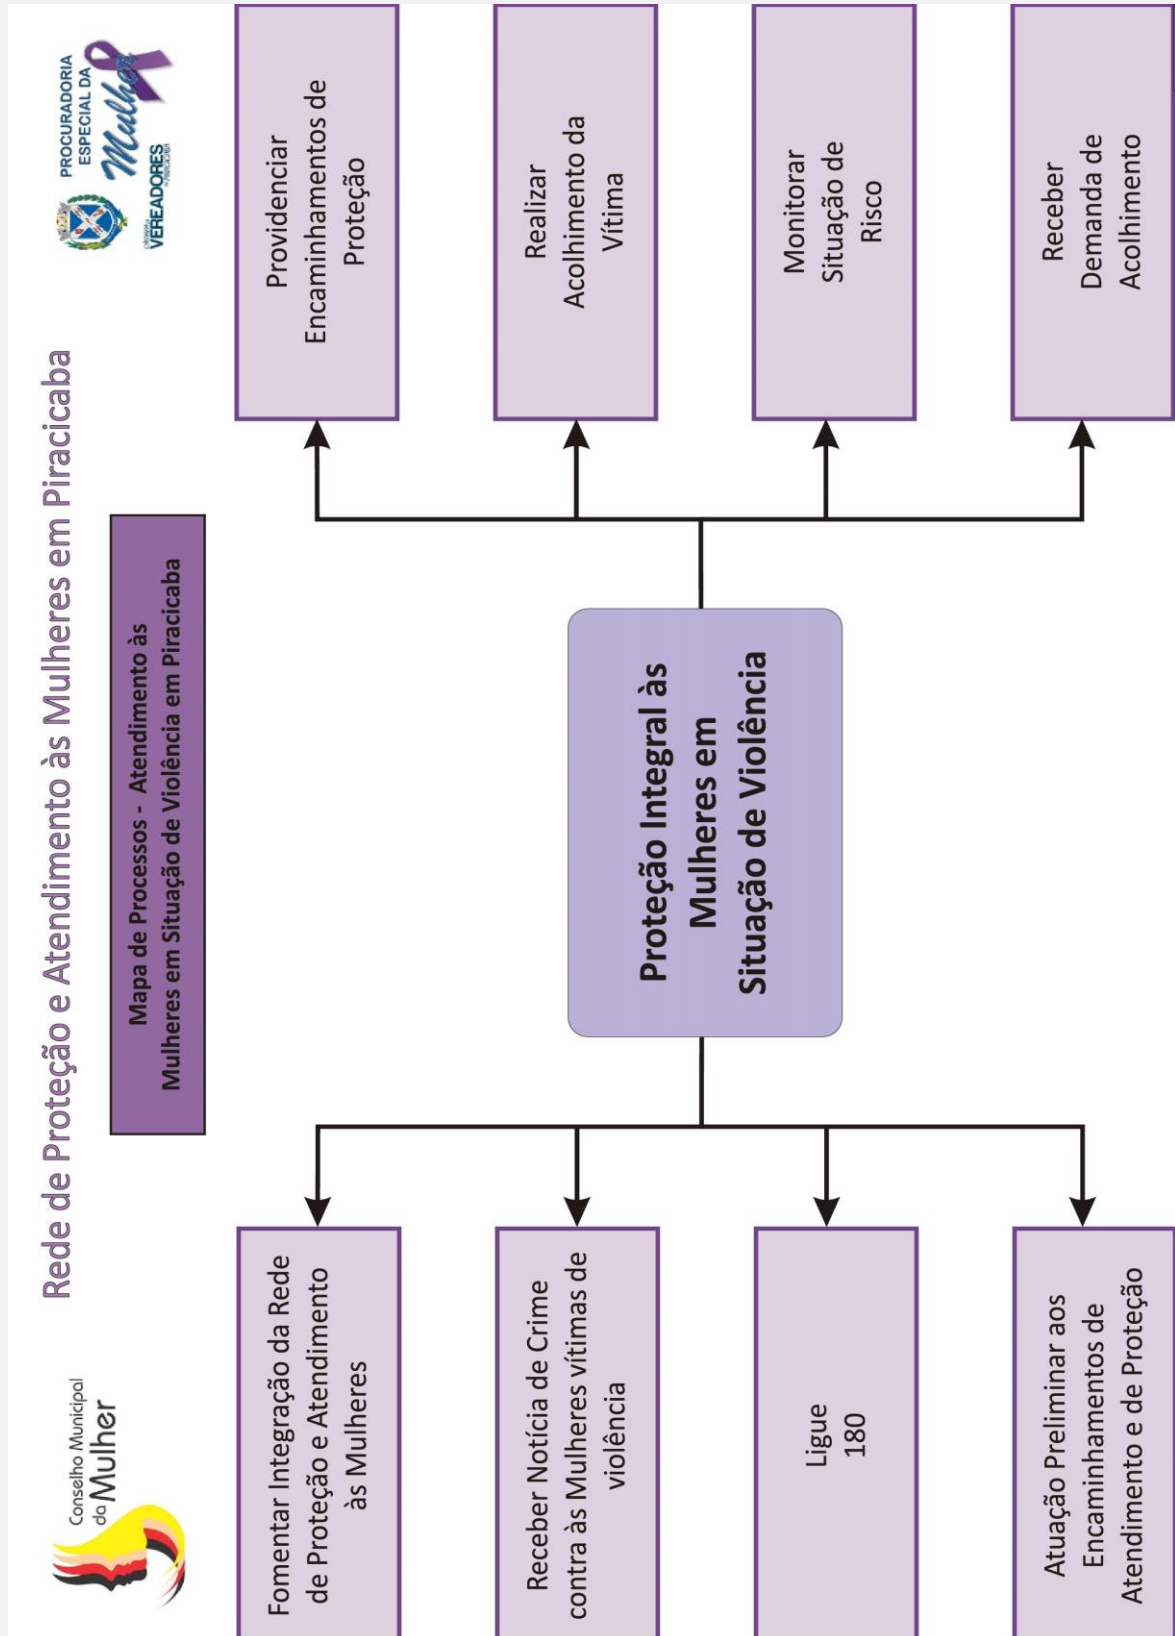 Conselho Municipal
da Mulher
Rede de Proteção e Atendimento às Mulheres em Piracicaba
PROCURADORIA
ESPECIAL DA
Mulher
VEREADORES
Mapa de Processos - Atendimento às
Mulheres em Situação de Violência em Piracicaba
Fomentar Integração da Rede
de Proteção e Atendimento
às Mulheres
Receber Notícia de Crime
contra às Mulheres vítimas de
violência
Ligue
180
Atuação Preliminar aos
Encaminhamentos de
Atendimento e de Proteção
Proteção Integral às
Mulheres em
Situação de Violência
Providenciar
Encaminhamentos de
Proteção
Realizar
Acolhimento da
Vítima
Monitorar
Situação de
Risco
Receber
Demanda de
Acolhimento